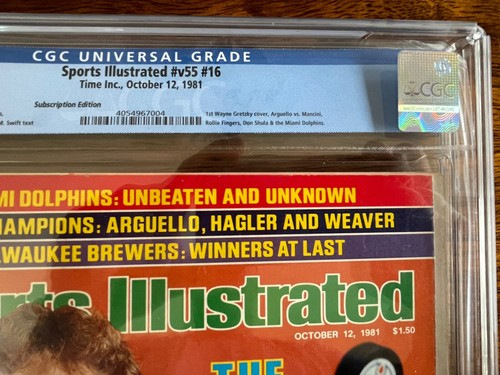 CGC UNIVERSAL GRADE
Sports Illustrated #v55 #16
Time Inc., October 12, 1981
Subscription Edition
4054967004
M. Swift text
1st Wayne Gretzky cover, Arguello vs. Mancini,
Rollie Fingers, Don Shula & the Miami Dolphins.
CGC
MI DOLPHINS: UNBEATEN AND UNKNOWN
HAMPIONS: ARGUELLO, HAGLER AND WEAVER
WAUKEE BREWERS: WINNERS AT LAST
rts Illustrated
OCTOBER 12, 1981 $1.50
THE